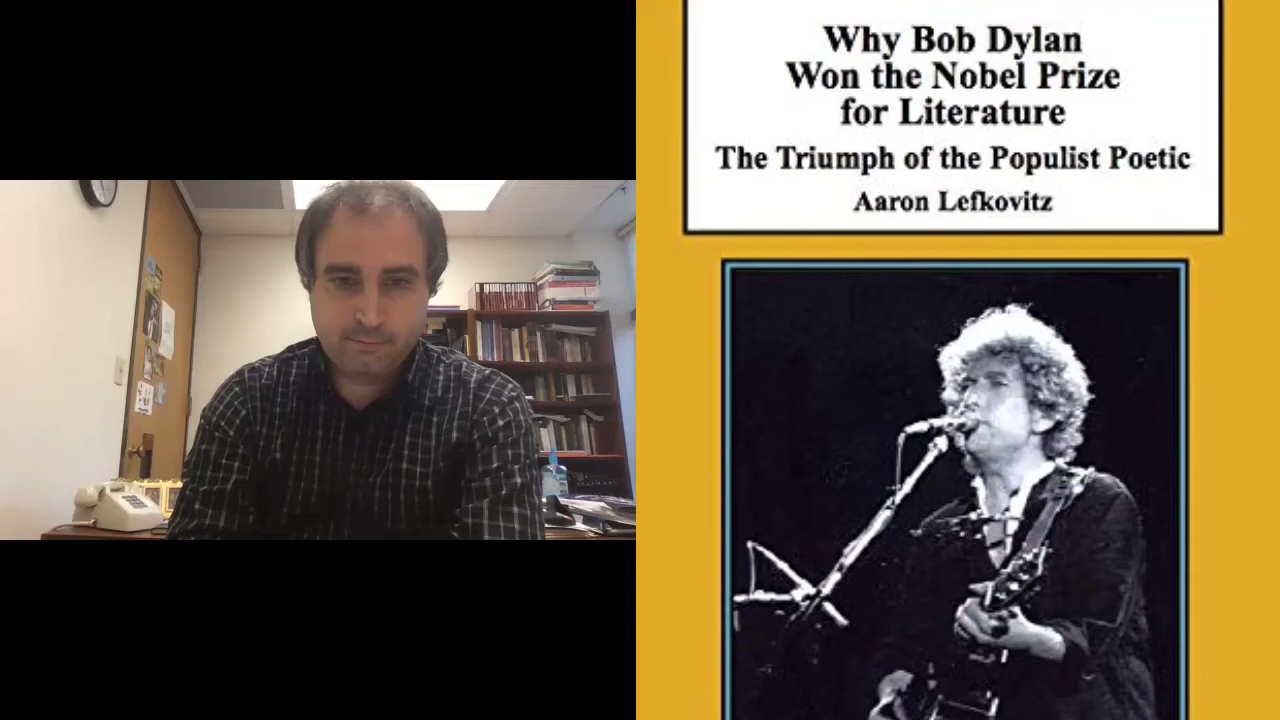 Why Bob Dylan
Won the Nobel Prize
for Literature
The Triumph of the Populist Poetic
Aaron Lefkovitz